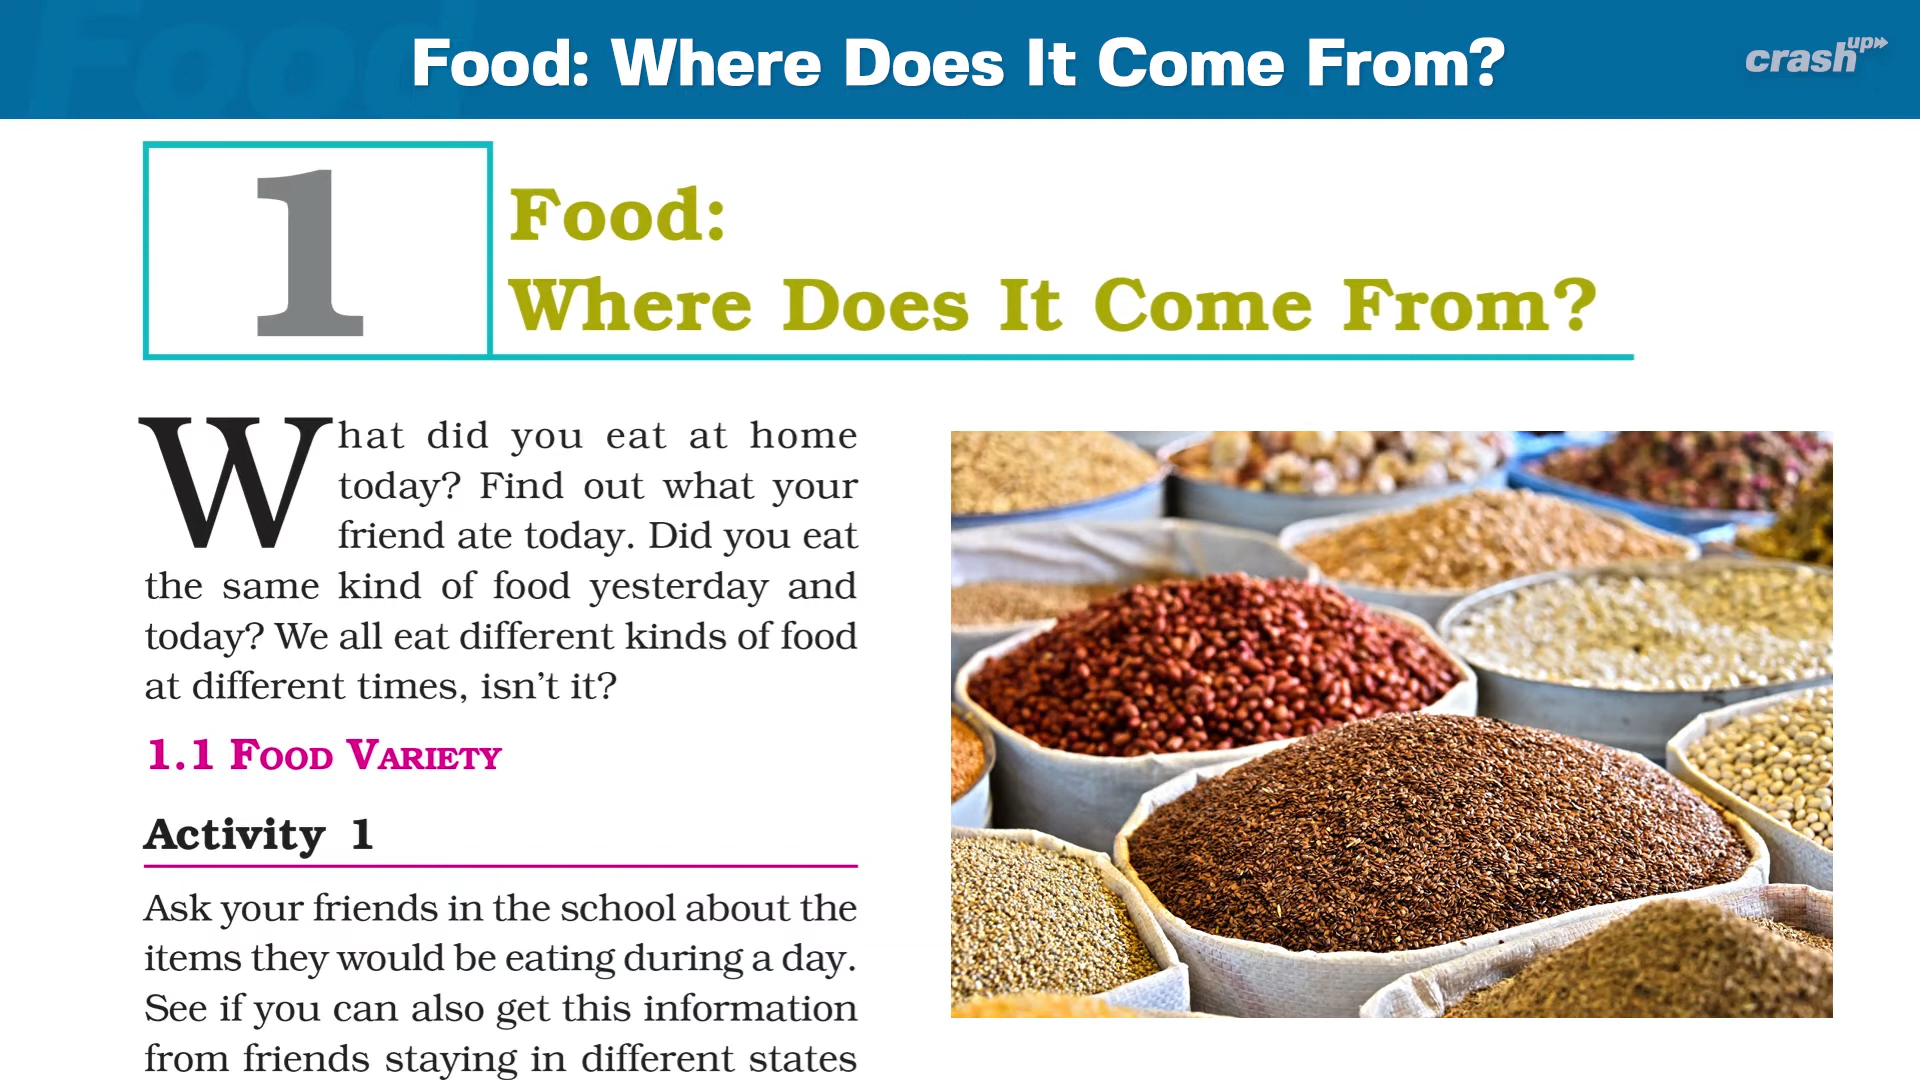 Food: Where Does It Come From?
crash up
1
Food:
Where Does It Come From?
What did you eat at home
today? Find out what your
friend ate today. Did you eat
the same kind of food yesterday and
today? We all eat different kinds of food
at different times, isn't it?
1.1 FOOD VARIETY
Activity 1
Ask your friends in the school about the
items they would be eating during a day.
See if you can also get this information
from friends staying in different states